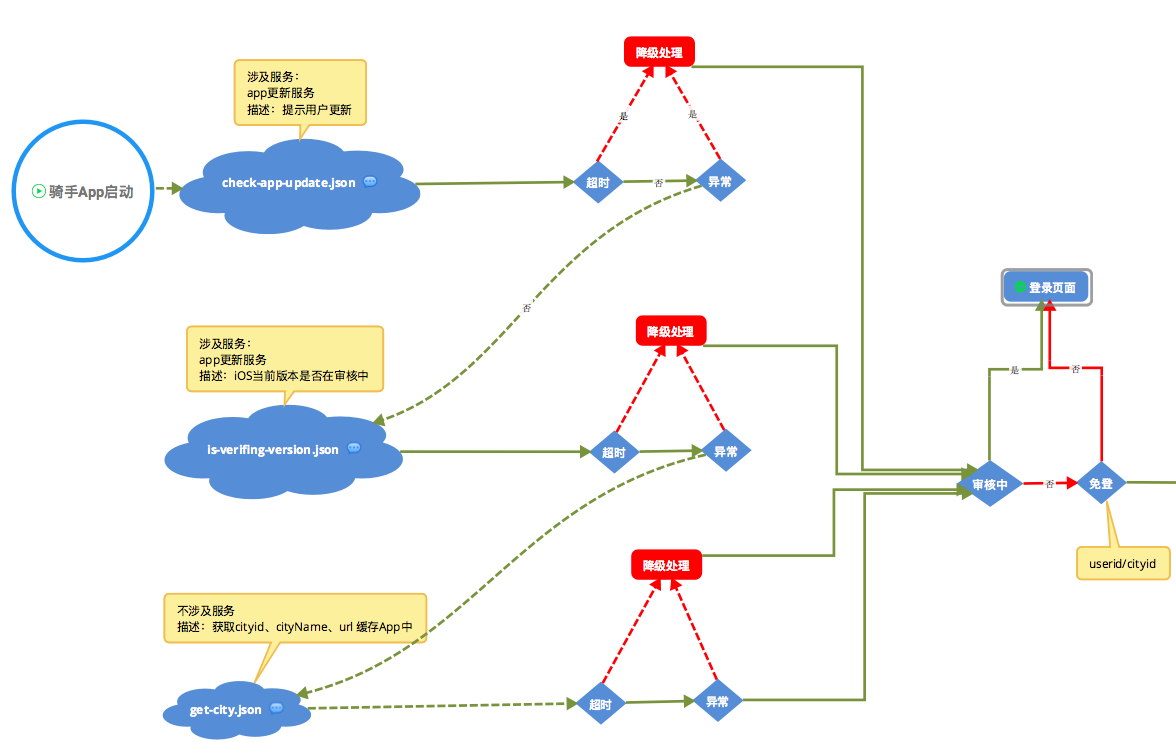 降级处理
涉及服务：
app更新服务
描述：提示用户更新
是
是
骑手App启动
check-app-update.json
超时
否
异常
否
登录页面
降级处理
涉及服务：
app更新服务
描述：iOS当前版本是否在审核中
是
否
is-verifing-version.json
超时
异常
审核中
否
免登
降级处理
userid/cityid
不涉及服务
描述：获取cityid、cityName、url 缓存App中
get-city.json
超时
异常